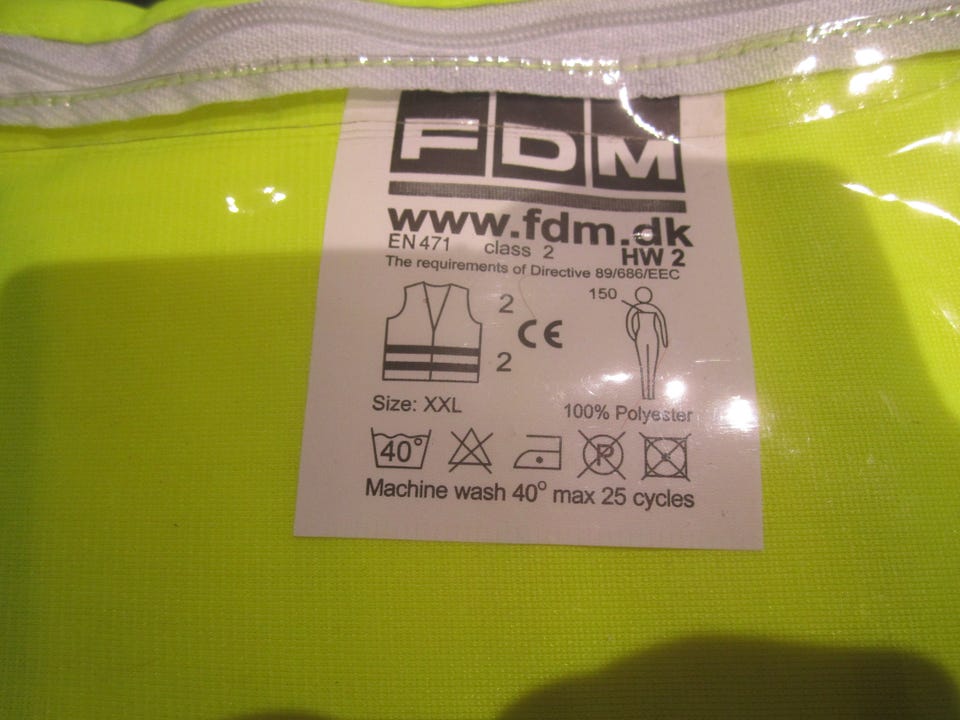 FDM
www.fdm.dk
EN 471 class 2 HW 2
The requirements of Directive 89/686/EEC
2 150
CE
2
Size: XXL 100% Polyester
40° P
Machine wash 40° max 25 cycles